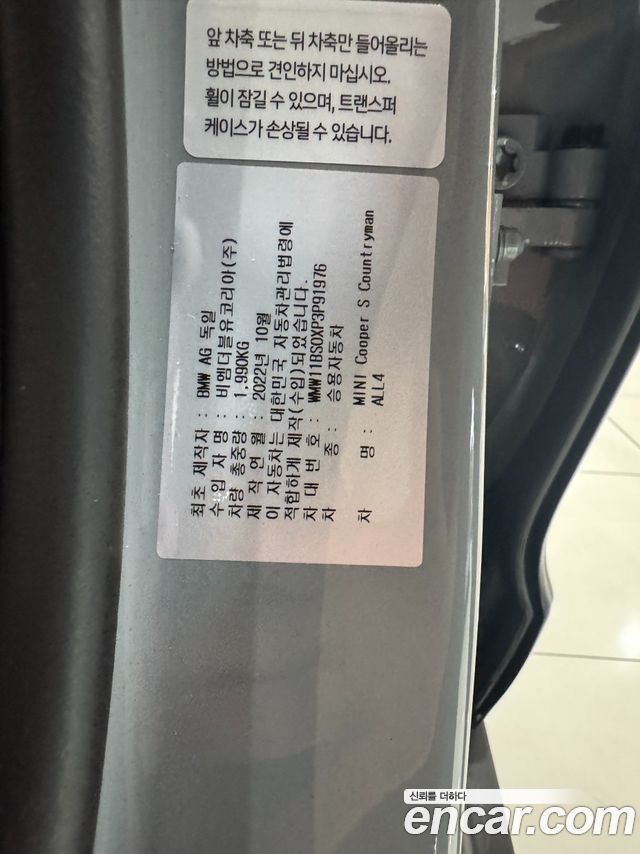 앞 차축 또는 뒤 차축만 들어올리는
방법으로 견인하지 마십시오.
휠이 잠길 수 있으며, 트랜스퍼
케이스가 손상될 수 있습니다.
최초 제작자 : BMW AG 독일
수입자명 : 비엠더블유코리아(주)
차량 총중량 : 1,990KG
제작연월 : 2022년 10월
이 자동차는 대한민국 자동차관리법령에
적합하게 제작(수입)되었습니다.
차대번호 : WMW11BS0XP3P91976
차종 : 승용자동차
차명 : MINI Cooper S Countryman
ALL4
신뢰를 더하다
encar.com